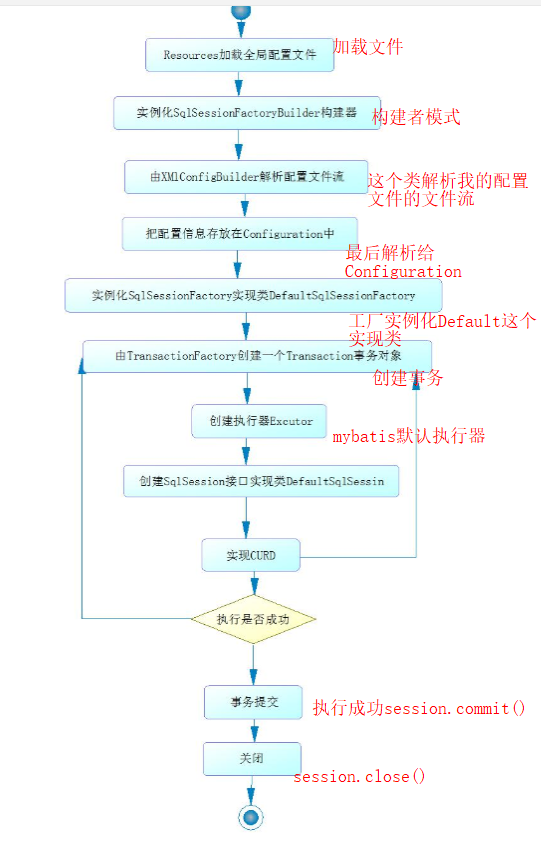 Resources加载全局配置文件
加载文件
实例化SqlSessionFactoryBuilder构建器
构建者模式
由XMlConfigBuilder解析配置文件流
这个类解析我的配置
文件的文件流
把配置信息存放在Configuration中
最后解析给
Configuration
实例化SqlSessionFactory实现类DefaultSqlSessionFactory
工厂实例化Default这个
实现类
由TransactionFactory创建一个Transaction事务对象
创建事务
创建执行器Excutor
mybatis默认执行器
创建SqlSession接口实现类DefaultSqlSessin
实现CURD
执行是否成功
事务提交
执行成功session.commit()
关闭
session.close()